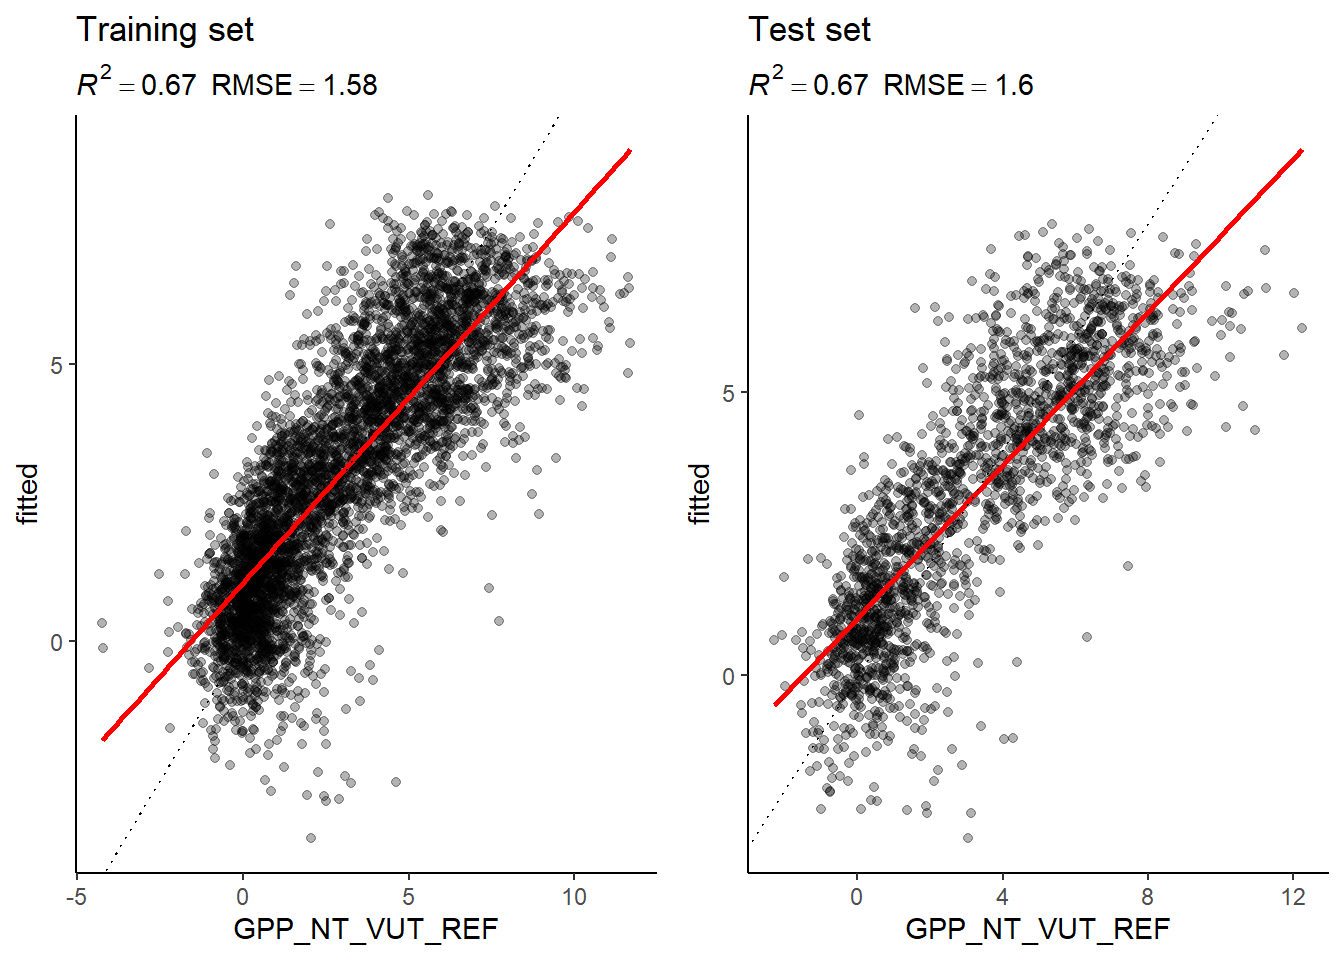 Training set
R² = 0.67 RMSE = 1.58
5
0
fitted
-5 0 5 10
GPP_NT_VUT_REF
Test set
R² = 0.67 RMSE = 1.6
5
0
fitted
0 4 8 12
GPP_NT_VUT_REF